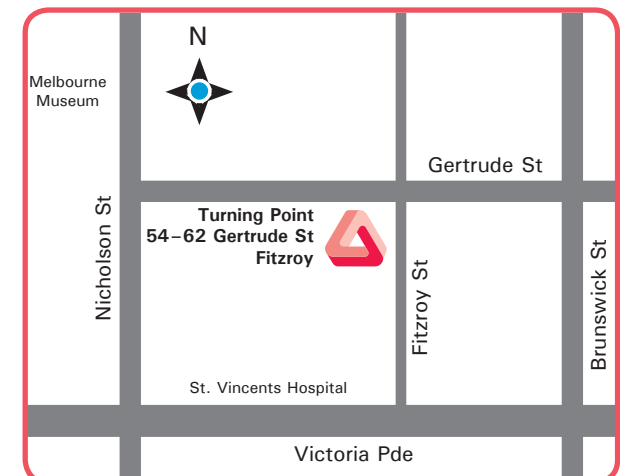 N
Melbourne
Museum
Gertrude St
Turning Point
54–62 Gertrude St
Fitzroy
Nicholson St
Fitzroy St
Brunswick St
St. Vincents Hospital
Victoria Pde